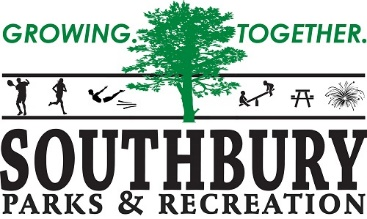 GROWING. TOGETHER.
SOUTHBURY
PARKS & RECREATION